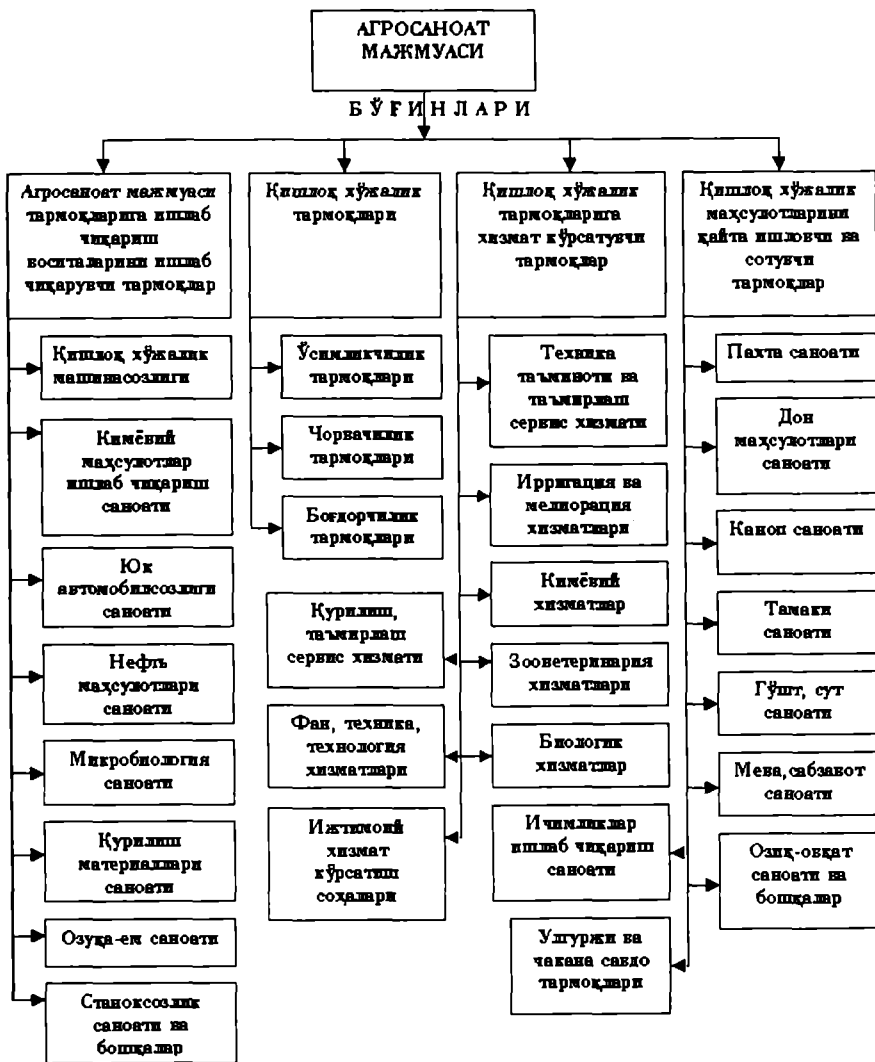 АГРОСАНОАТ
МАЖМУАСИ
БЎҒИНЛАРИ
Агросаноат мажмуаси
тармоқларига ишлаб
чиқариш
воситаларини ишлаб
чиқарувчи тармоқлар
Қишлоқ хўжалик
машинасозлиги
Кимёвий
маҳсулотлар
ишлаб чиқариш
саноати
Юк
автомобилсозлиги
саноати
Нефть
маҳсулотлари
саноати
Микробиология
саноати
Қурилиш
материаллари
саноати
Озуқа-ем саноати
Станоксозлик
саноати ва
бошқалар
Қишлоқ хўжалик
тармоқлари
Ўсимликчилик
тармоқлари
Чорвачилик
тармоқлари
Боғдорчилик
тармоқлари
Қишлоқ хўжалик
тармоқларига
хизмат кўрсатувчи
тармоқлар
Техника
таъминоти ва
таъмирлаш
сервис хизмати
Ирригация ва
мелиорация
хизматлари
Кимёвий
хизматлар
Зооветеринария
хизматлари
Биологик
хизматлар
Қурилиш,
таъмирлаш
сервис хизмати
Фан, техника,
технология
хизматлари
Ижтимоий
хизмат
кўрсатиш
соҳалари
Қишлоқ хўжалик
маҳсулотларини
қайта ишловчи ва
сотувчи
тармоқлар
Пахта саноати
Дон
маҳсулотлари
саноати
Каноп саноати
Тамаки
саноати
Гўшт, сут
саноати
Мева,сабзавот
саноати
Озиқ-овқат
саноати ва
бошқалар
Ичимликлар
ишлаб чиқариш
саноати
Улгуржи ва
чакана савдо
тармоқлари